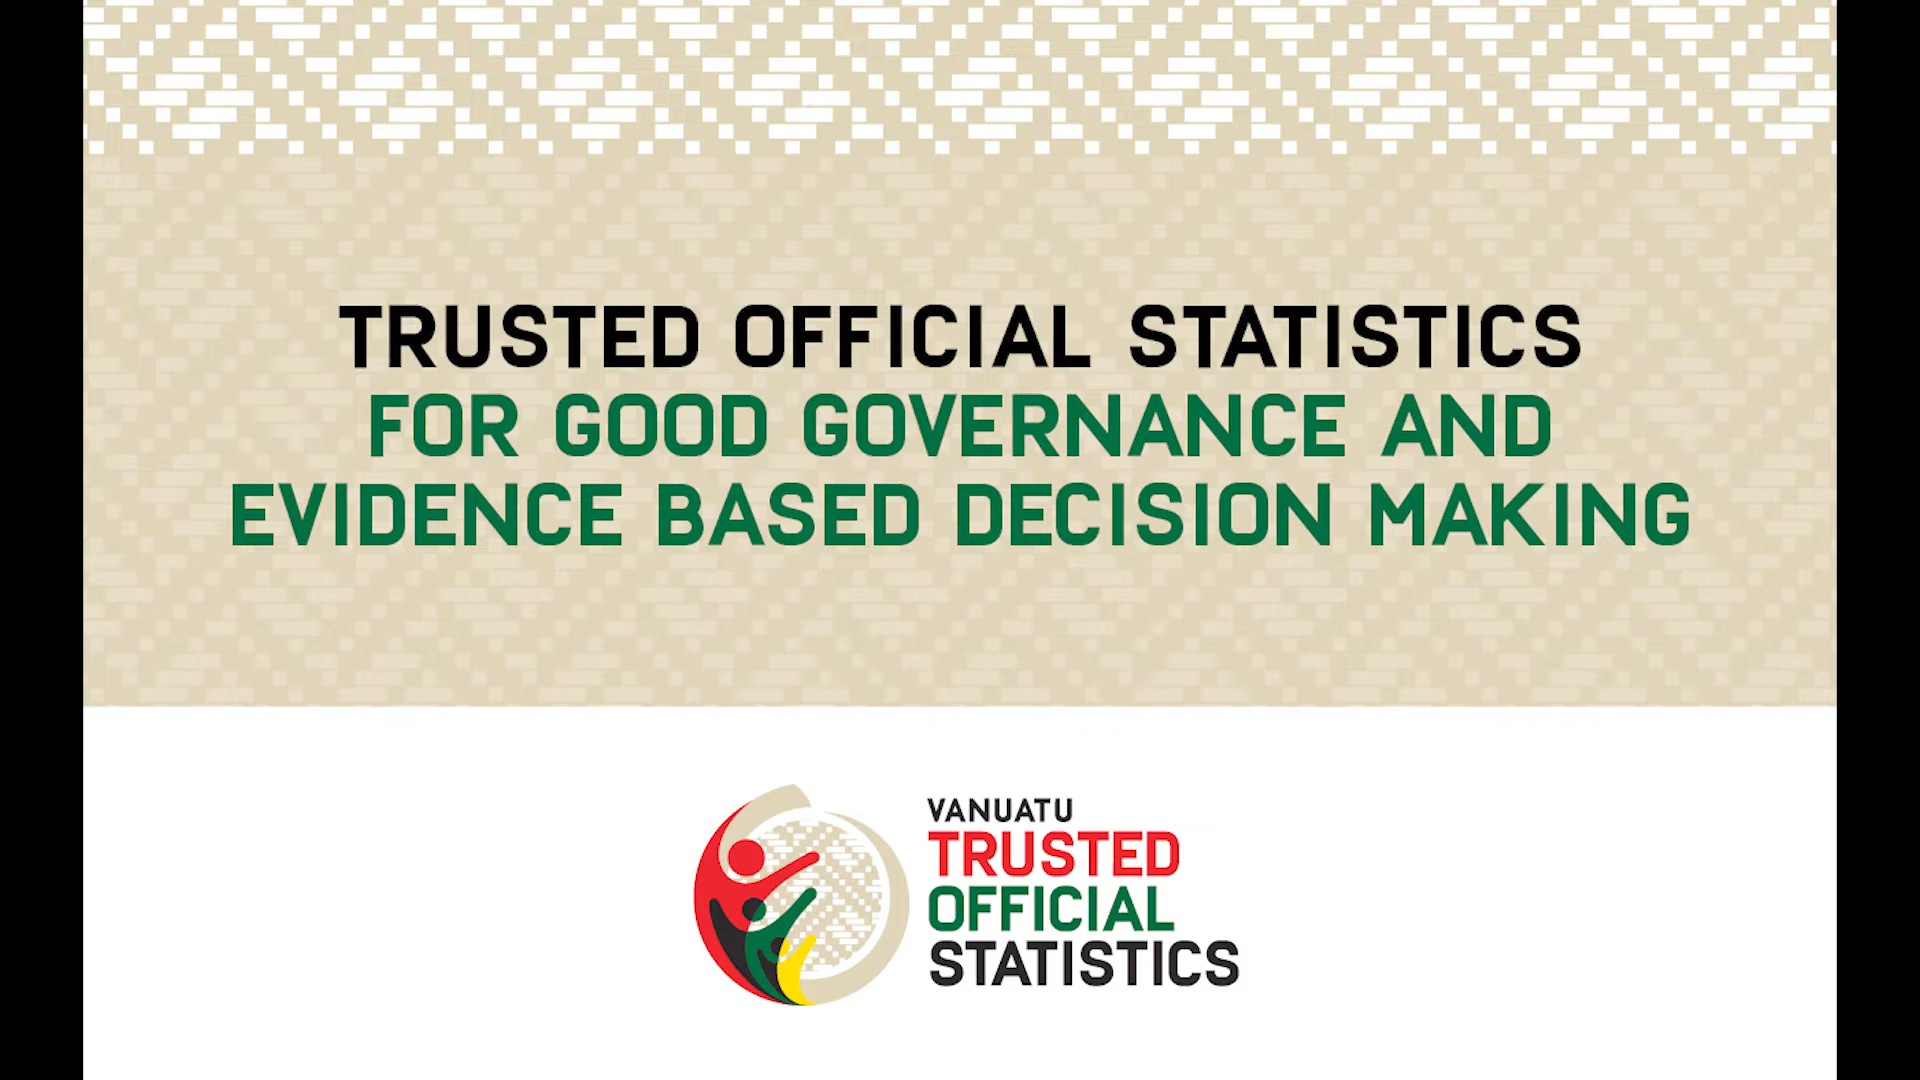 TRUSTED OFFICIAL STATISTICS
FOR GOOD GOVERNANCE AND
EVIDENCE BASED DECISION MAKING
VANUATU
TRUSTED
OFFICIAL
STATISTICS